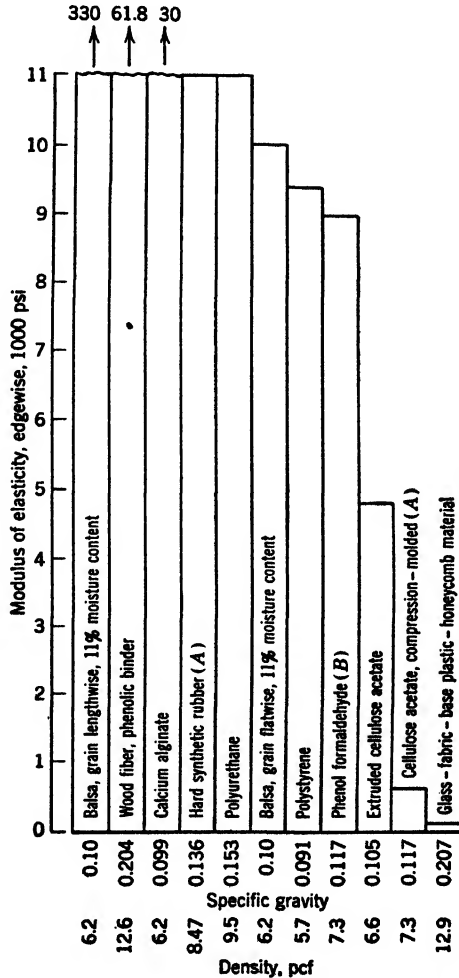 330 61.8 30
11
10
9
8
7
6
5
4
3
2
1
0
Modulus of elasticity, edgewise, 1000 psi
Balsa, grain lengthwise, 11% moisture content
Wood fiber, phenolic binder
Calcium alginate
Hard synthetic rubber (A)
Polyurethane
Balsa, grain flatwise, 11% moisture content
Polystyrene
Phenol formaldehyde (B)
Extruded cellulose acetate
Cellulose acetate, compression-molded (A)
Glass-fabric-base plastic-honeycomb material
0.10 0.204 0.099 0.136 0.153 0.10 0.091 0.117 0.105 0.117 0.207
Specific gravity
6.2 12.6 6.2 8.47 9.5 6.2 5.7 7.3 6.6 7.3 12.9
Density, pcf